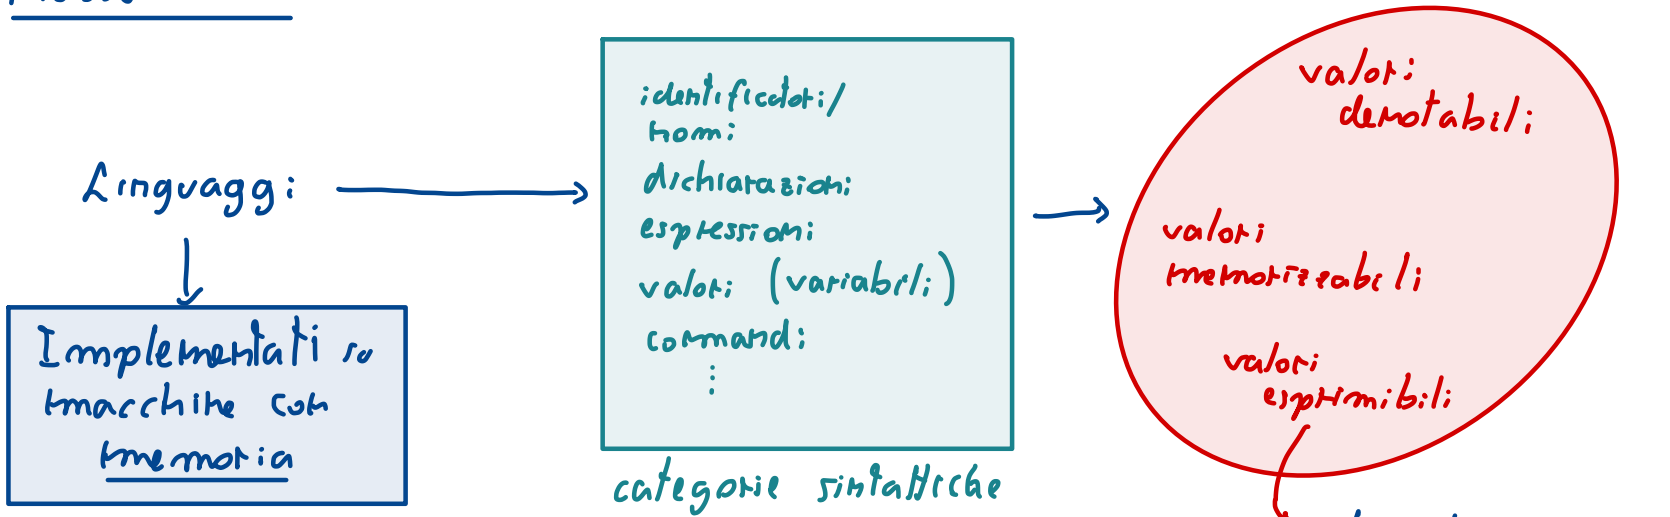 Linguaggi
Implementati su
macchine con
memoria
identificatori/
nomi
dichiarazioni
espressioni
valori (variabili)
comandi
⋮
categorie sintattiche
valori
denotabili
valori
memorizzabili
valori
esprimibili